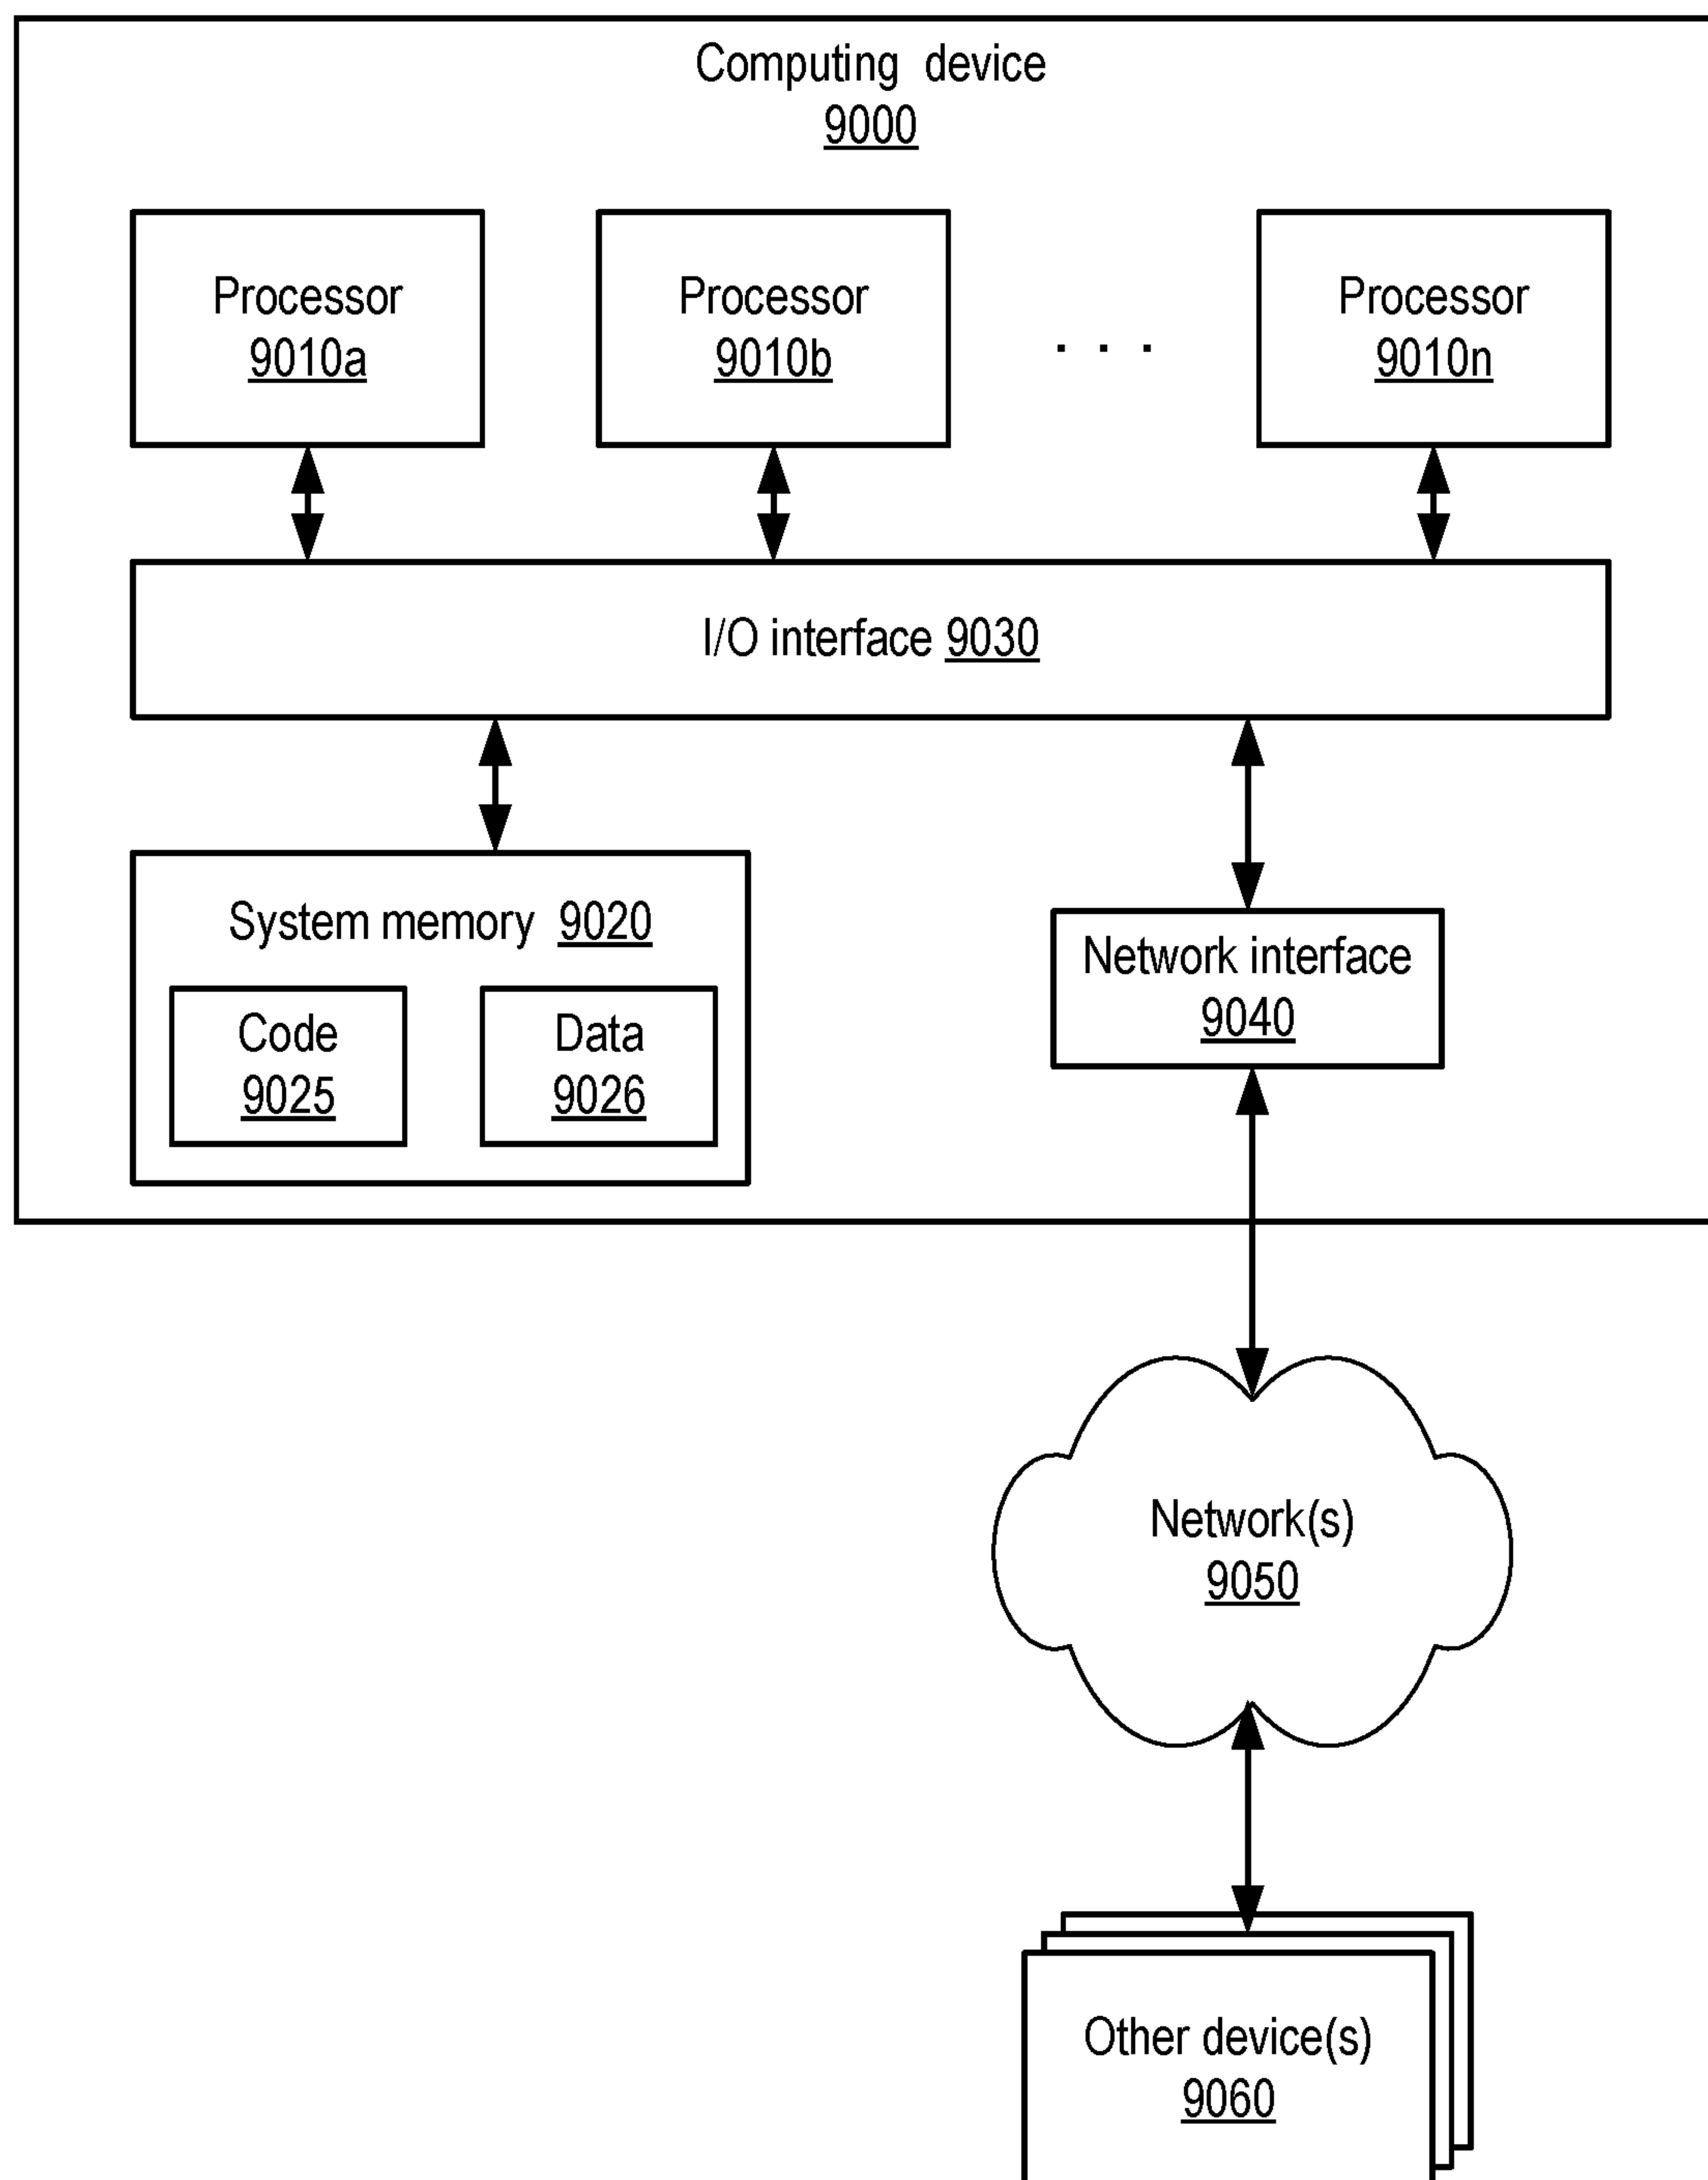 Computing device
9000
Processor
9010a
Processor
9010b
. . .
Processor
9010n
I/O interface 9030
System memory 9020
Code
9025
Data
9026
Network interface
9040
Network(s)
9050
Other device(s)
9060